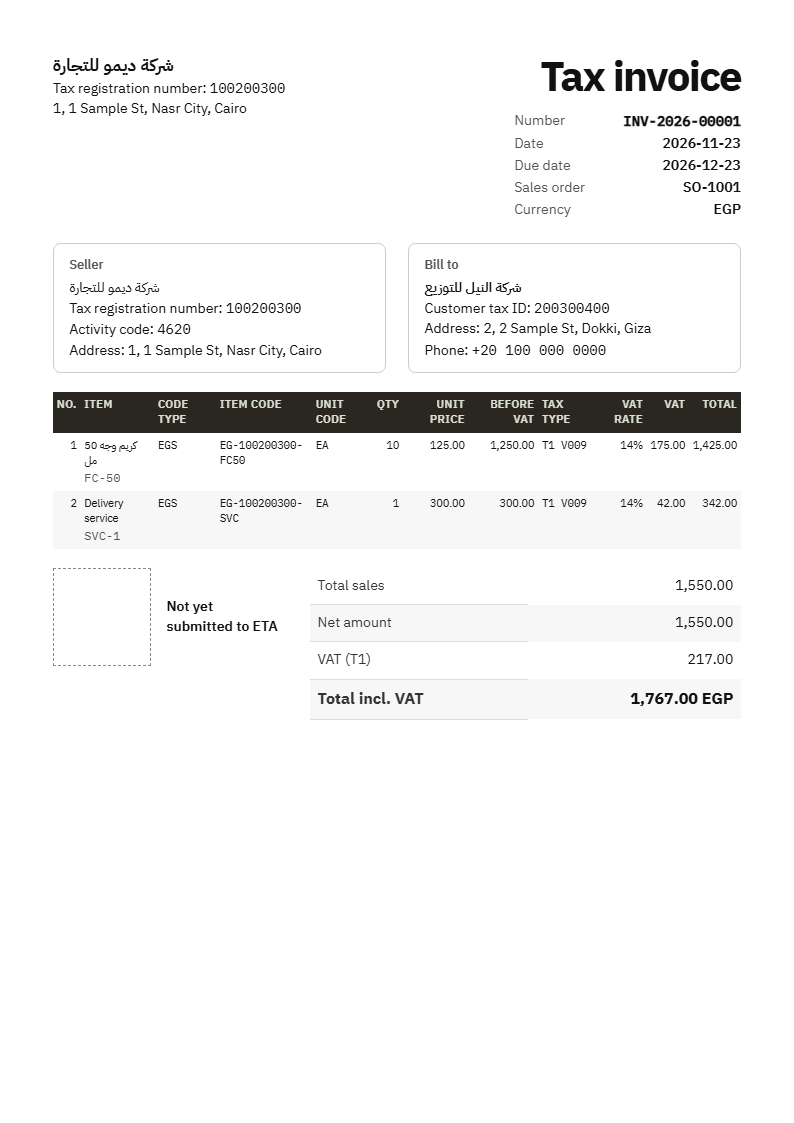 شركة ديمو للتجارة
Tax registration number: 100200300
1, 1 Sample St, Nasr City, Cairo
Tax invoice
Number INV-2026-00001
Date 2026-11-23
Due date 2026-12-23
Sales order SO-1001
Currency EGP
Seller
شركة ديمو للتجارة
Tax registration number: 100200300
Activity code: 4620
Address: 1, 1 Sample St, Nasr City, Cairo
Bill to
شركة النيل للتوزيع
Customer tax ID: 200300400
Address: 2, 2 Sample St, Dokki, Giza
Phone: +20 100 000 0000
NO. ITEM CODE TYPE ITEM CODE UNIT CODE QTY UNIT PRICE BEFORE VAT TAX TYPE VAT RATE VAT TOTAL
1 كريم وجه 50 مل EGS EG-100200300-FC50 EA 10 125.00 1,250.00 T1 V009 14% 175.00 1,425.00
FC-50
2 Delivery service EGS EG-100200300-SVC EA 1 300.00 300.00 T1 V009 14% 42.00 342.00
SVC-1
Not yet
submitted to ETA
Total sales 1,550.00
Net amount 1,550.00
VAT (T1) 217.00
Total incl. VAT 1,767.00 EGP